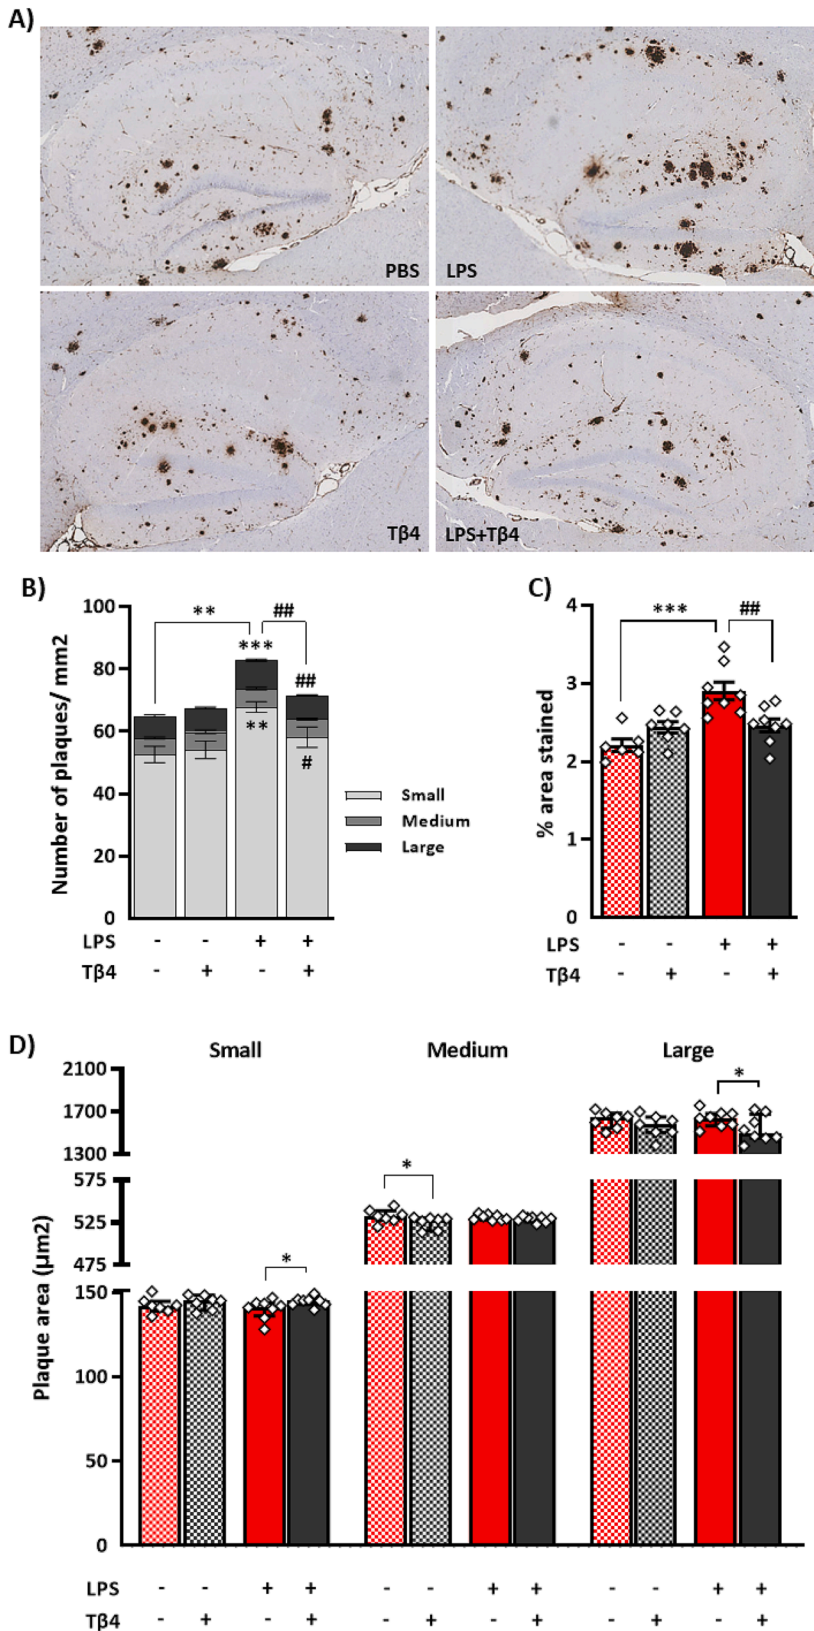 A)
PBS
LPS
Tβ4
LPS+Tβ4
B)
Number of plaques/ mm2
100
80
60
40
20
0
** ##
*** ##
** #
Small
Medium
Large
LPS - - + +
Tβ4 - + - +
C)
% area stained
4
3
2
1
0
*** ##
LPS - - + +
Tβ4 - + - +
D)
Small Medium Large
Plaque area (µm2)
2100
1700
1300
575
525
475
150
100
50
0
*
*
*
LPS - - + + - - + + - - + +
Tβ4 - + - + - + - + - + - +